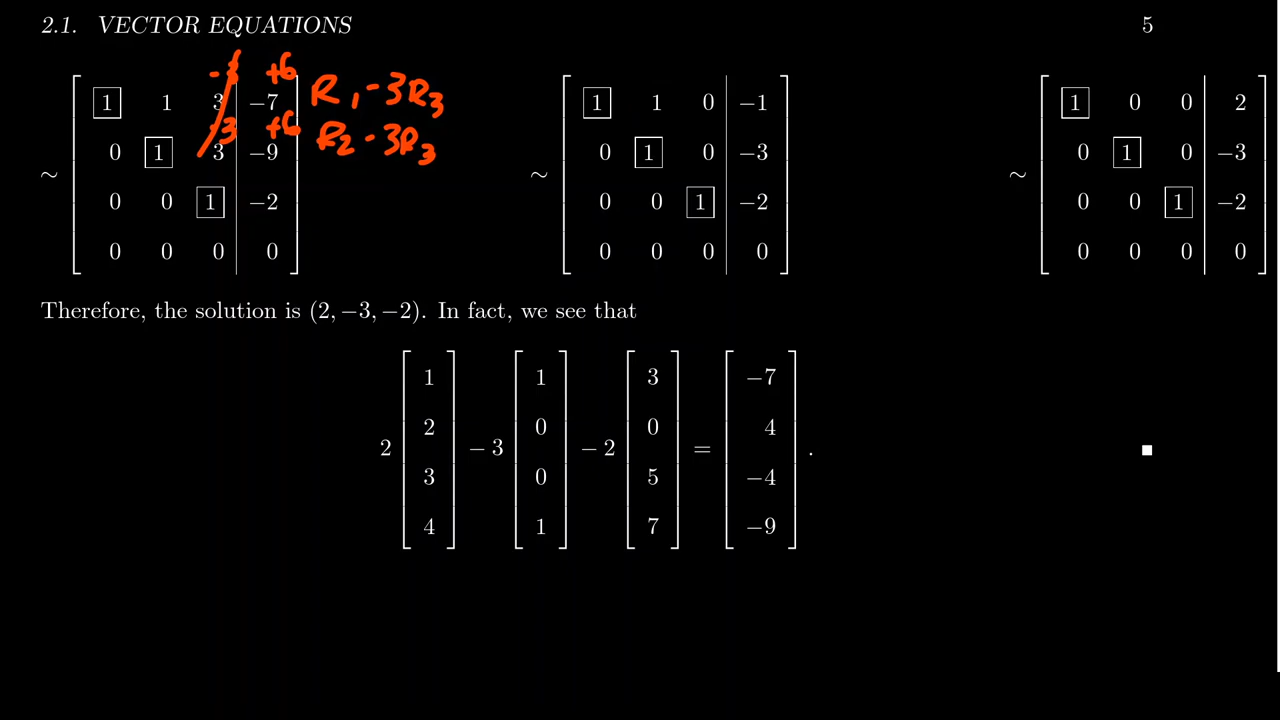 2.1. VECTOR EQUATIONS 5
-3 +6
1 1 3 −7 R1 - 3R3 1 1 0 −1 1 0 0 2
-3 +6
0 1 3 −9 R2 - 3R3 0 1 0 −3 0 1 0 −3
∼ ∼ ∼
0 0 1 −2 0 0 1 −2 0 0 1 −2
0 0 0 0 0 0 0 0 0 0 0 0
Therefore, the solution is (2, −3, −2). In fact, we see that
1 1 3 −7
2 0 0 4
2 − 3 − 2 = .
3 0 5 −4
4 1 7 −9